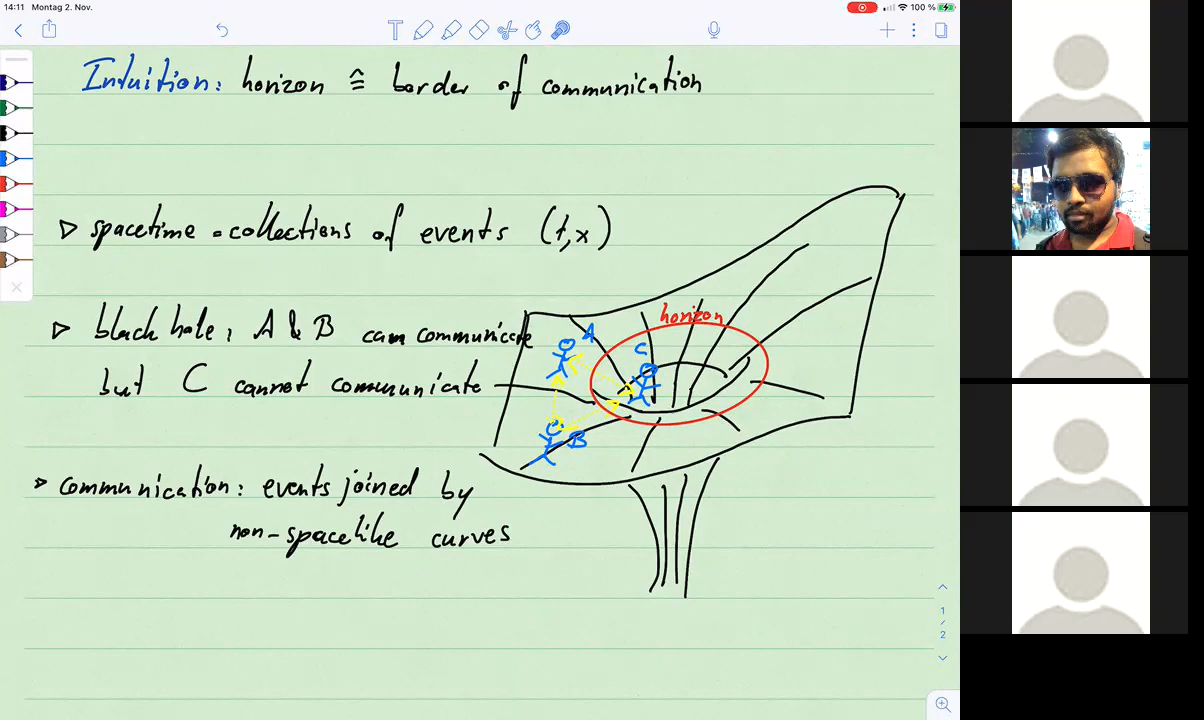 14:11 Montag 2. Nov.
100 %
Intuition: horizon ≙ border of communication
▷ spacetime = collections of events (t,x)
▷ black hole: A & B can communicate
but C cannot communicate
▷ communication: events joined by
non-spacelike curves
horizon
A
C
B
1
/
2